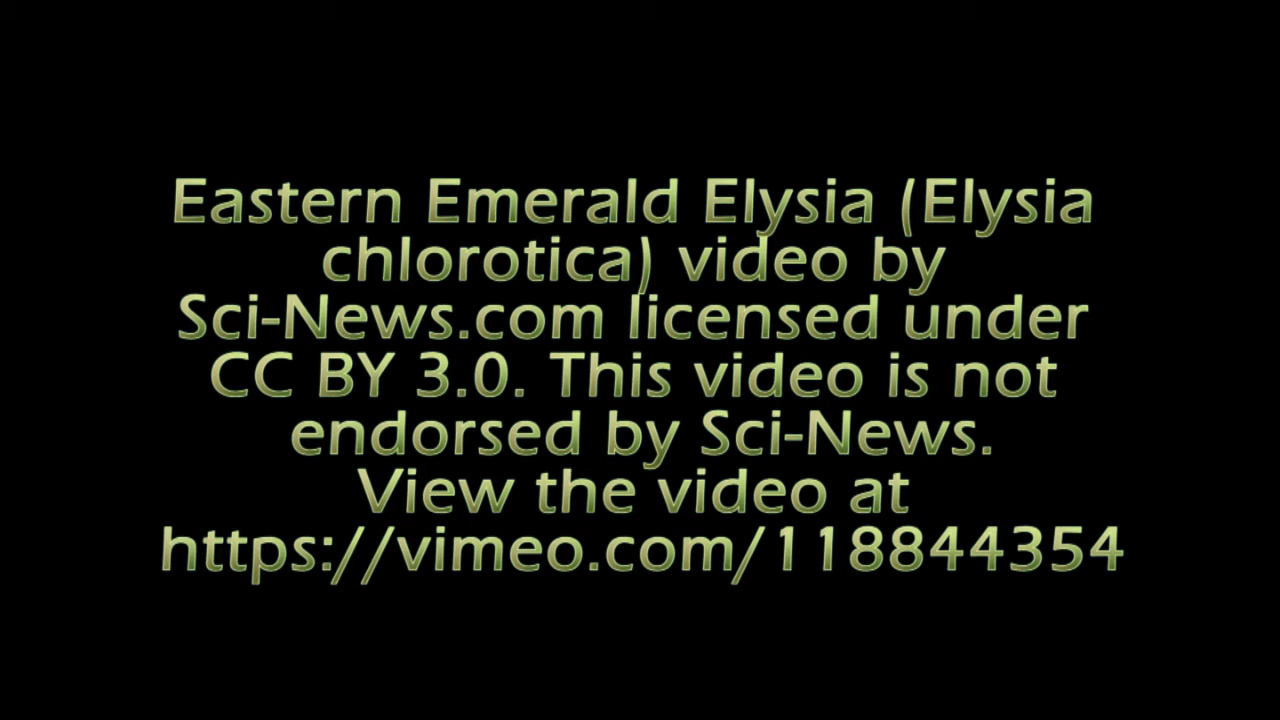 Eastern Emerald Elysia (Elysia
chlorotica) video by
Sci-News.com licensed under
CC BY 3.0. This video is not
endorsed by Sci-News.
View the video at
https://vimeo.com/118844354